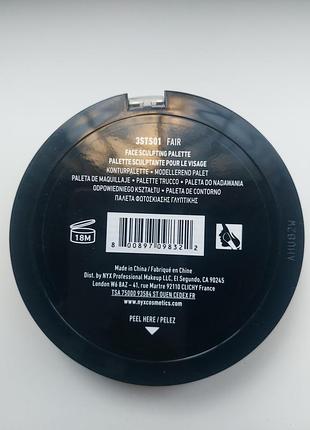 3STS01 FAIR
FACE SCULPTING PALETTE
PALETTE SCULPTANTE POUR LE VISAGE
KONTURPALETTE • MODELLEREND PALET
PALETA DE MAQUILLAJE • PALETTE TRUCCO • PALETA DO NADAWANIA
ODPOWIEDNIEGO KSZTAŁTU • PALETA DE CONTORNO
ΠΑΛΕΤΑ ΦΩΤΟΣΚΙΑΣΗΣ ΓΛΥΠΤΙΚΗΣ
18M
8 00897 09832 2
AHUB2W
Made in China / Fabriqué en Chine
Dist. by NYX Professional Makeup LLC, El Segundo, CA 90245
London W6 8AZ - 41, rue Martre 92110 CLICHY France
TSA 75000 93584 ST OUEN CEDEX FR
www.nyxcosmetics.com
PEEL HERE / PELEZ